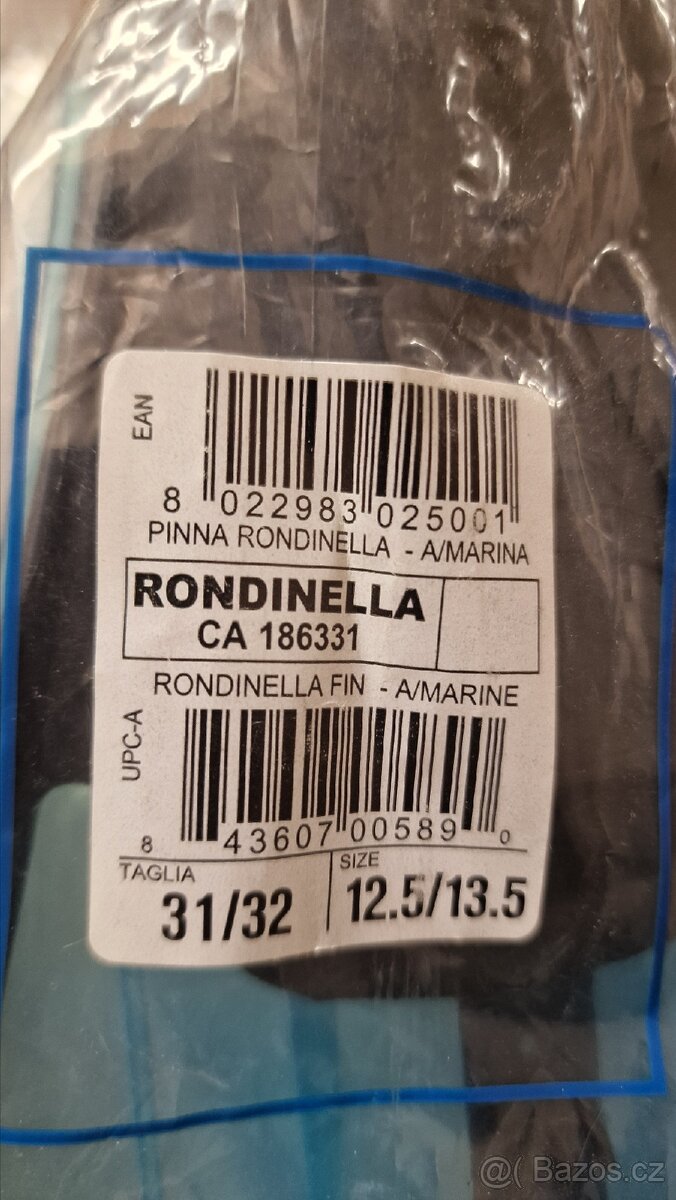 EAN
8 022983 025001
PINNA RONDINELLA - A/MARINA
RONDINELLA
CA 186331
RONDINELLA FIN - A/MARINE
UPC-A
8 43607 00589 0
TAGLIA
31/32
SIZE
12.5/13.5
@( Bazos.cz